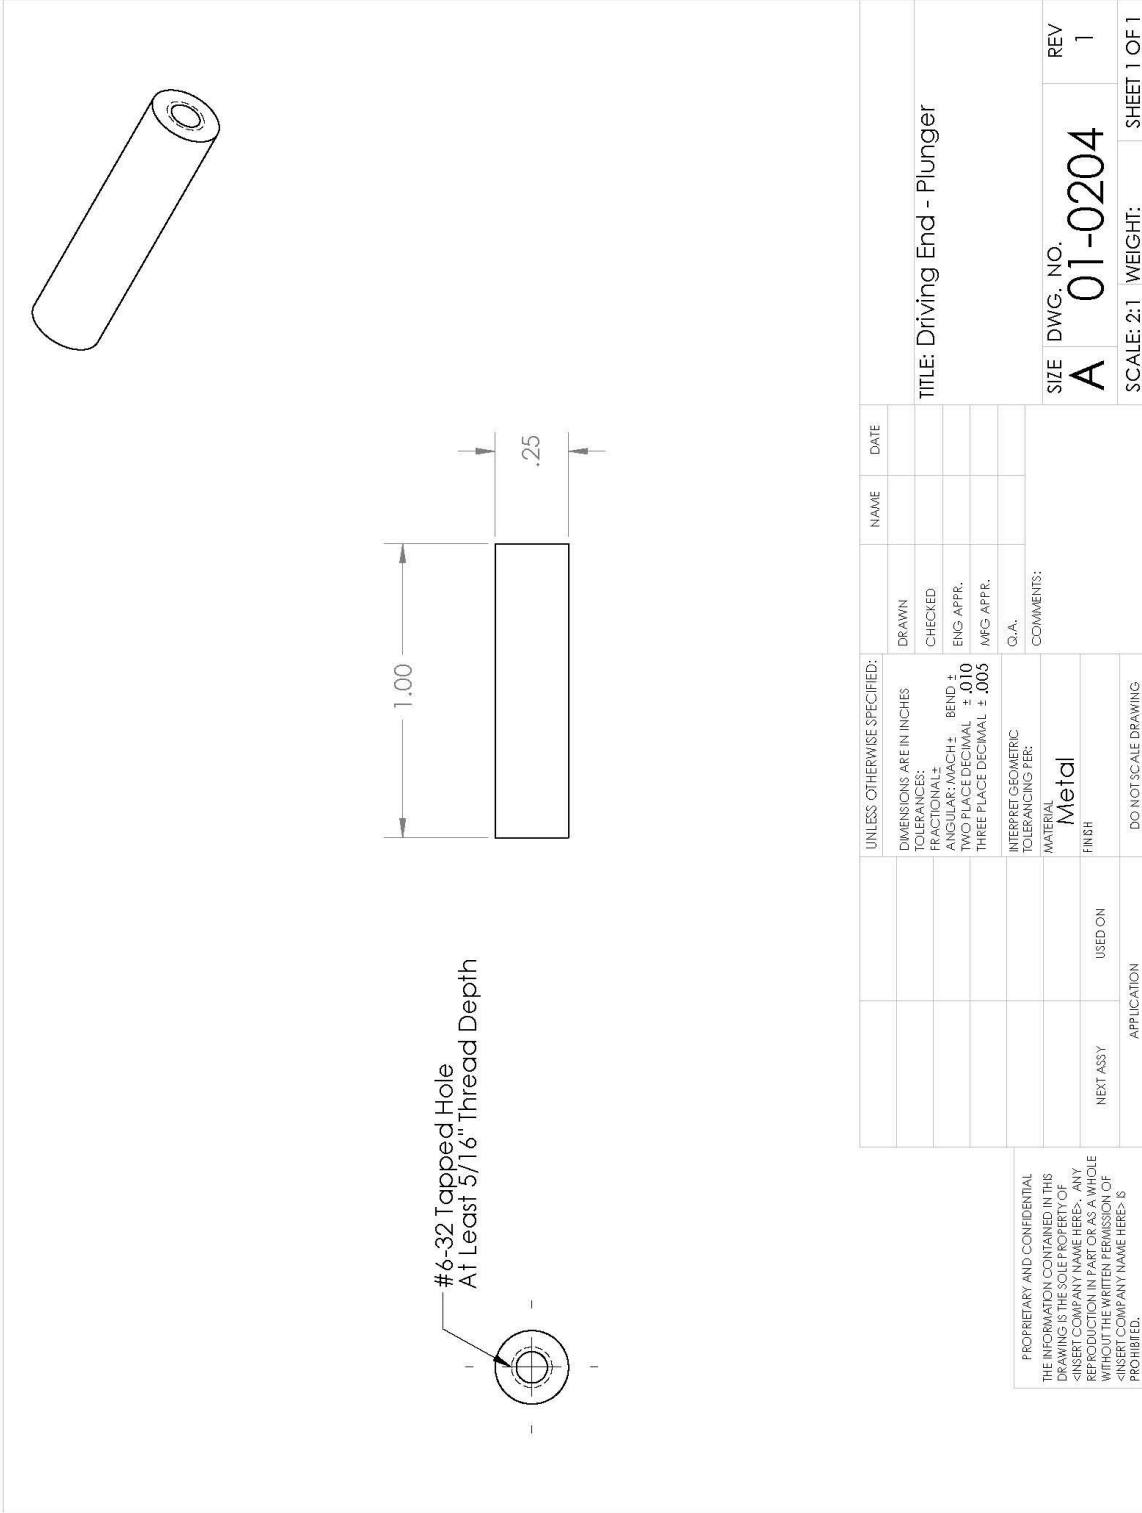 #6-32 Tapped Hole
At Least 5/16" Thread Depth
1.00
.25
PROPRIETARY AND CONFIDENTIAL
THE INFORMATION CONTAINED IN THIS
DRAWING IS THE SOLE PROPERTY OF
<INSERT COMPANY NAME HERE>. ANY
REPRODUCTION IN PART OR AS A WHOLE
WITHOUT THE WRITTEN PERMISSION OF
<INSERT COMPANY NAME HERE> IS
PROHIBITED.
NEXT ASSY
USED ON
APPLICATION
UNLESS OTHERWISE SPECIFIED:
DIMENSIONS ARE IN INCHES
TOLERANCES:
FRACTIONAL±
ANGULAR: MACH± BEND ±
TWO PLACE DECIMAL ± .010
THREE PLACE DECIMAL ± .005
INTERPRET GEOMETRIC
TOLERANCING PER:
MATERIAL
Metal
FINISH
DO NOT SCALE DRAWING
NAME
DATE
DRAWN
CHECKED
ENG APPR.
MFG APPR.
Q.A.
COMMENTS:
TITLE: Driving End - Plunger
SIZE
A
DWG. NO.
01-0204
REV
1
SCALE: 2:1
WEIGHT:
SHEET 1 OF 1